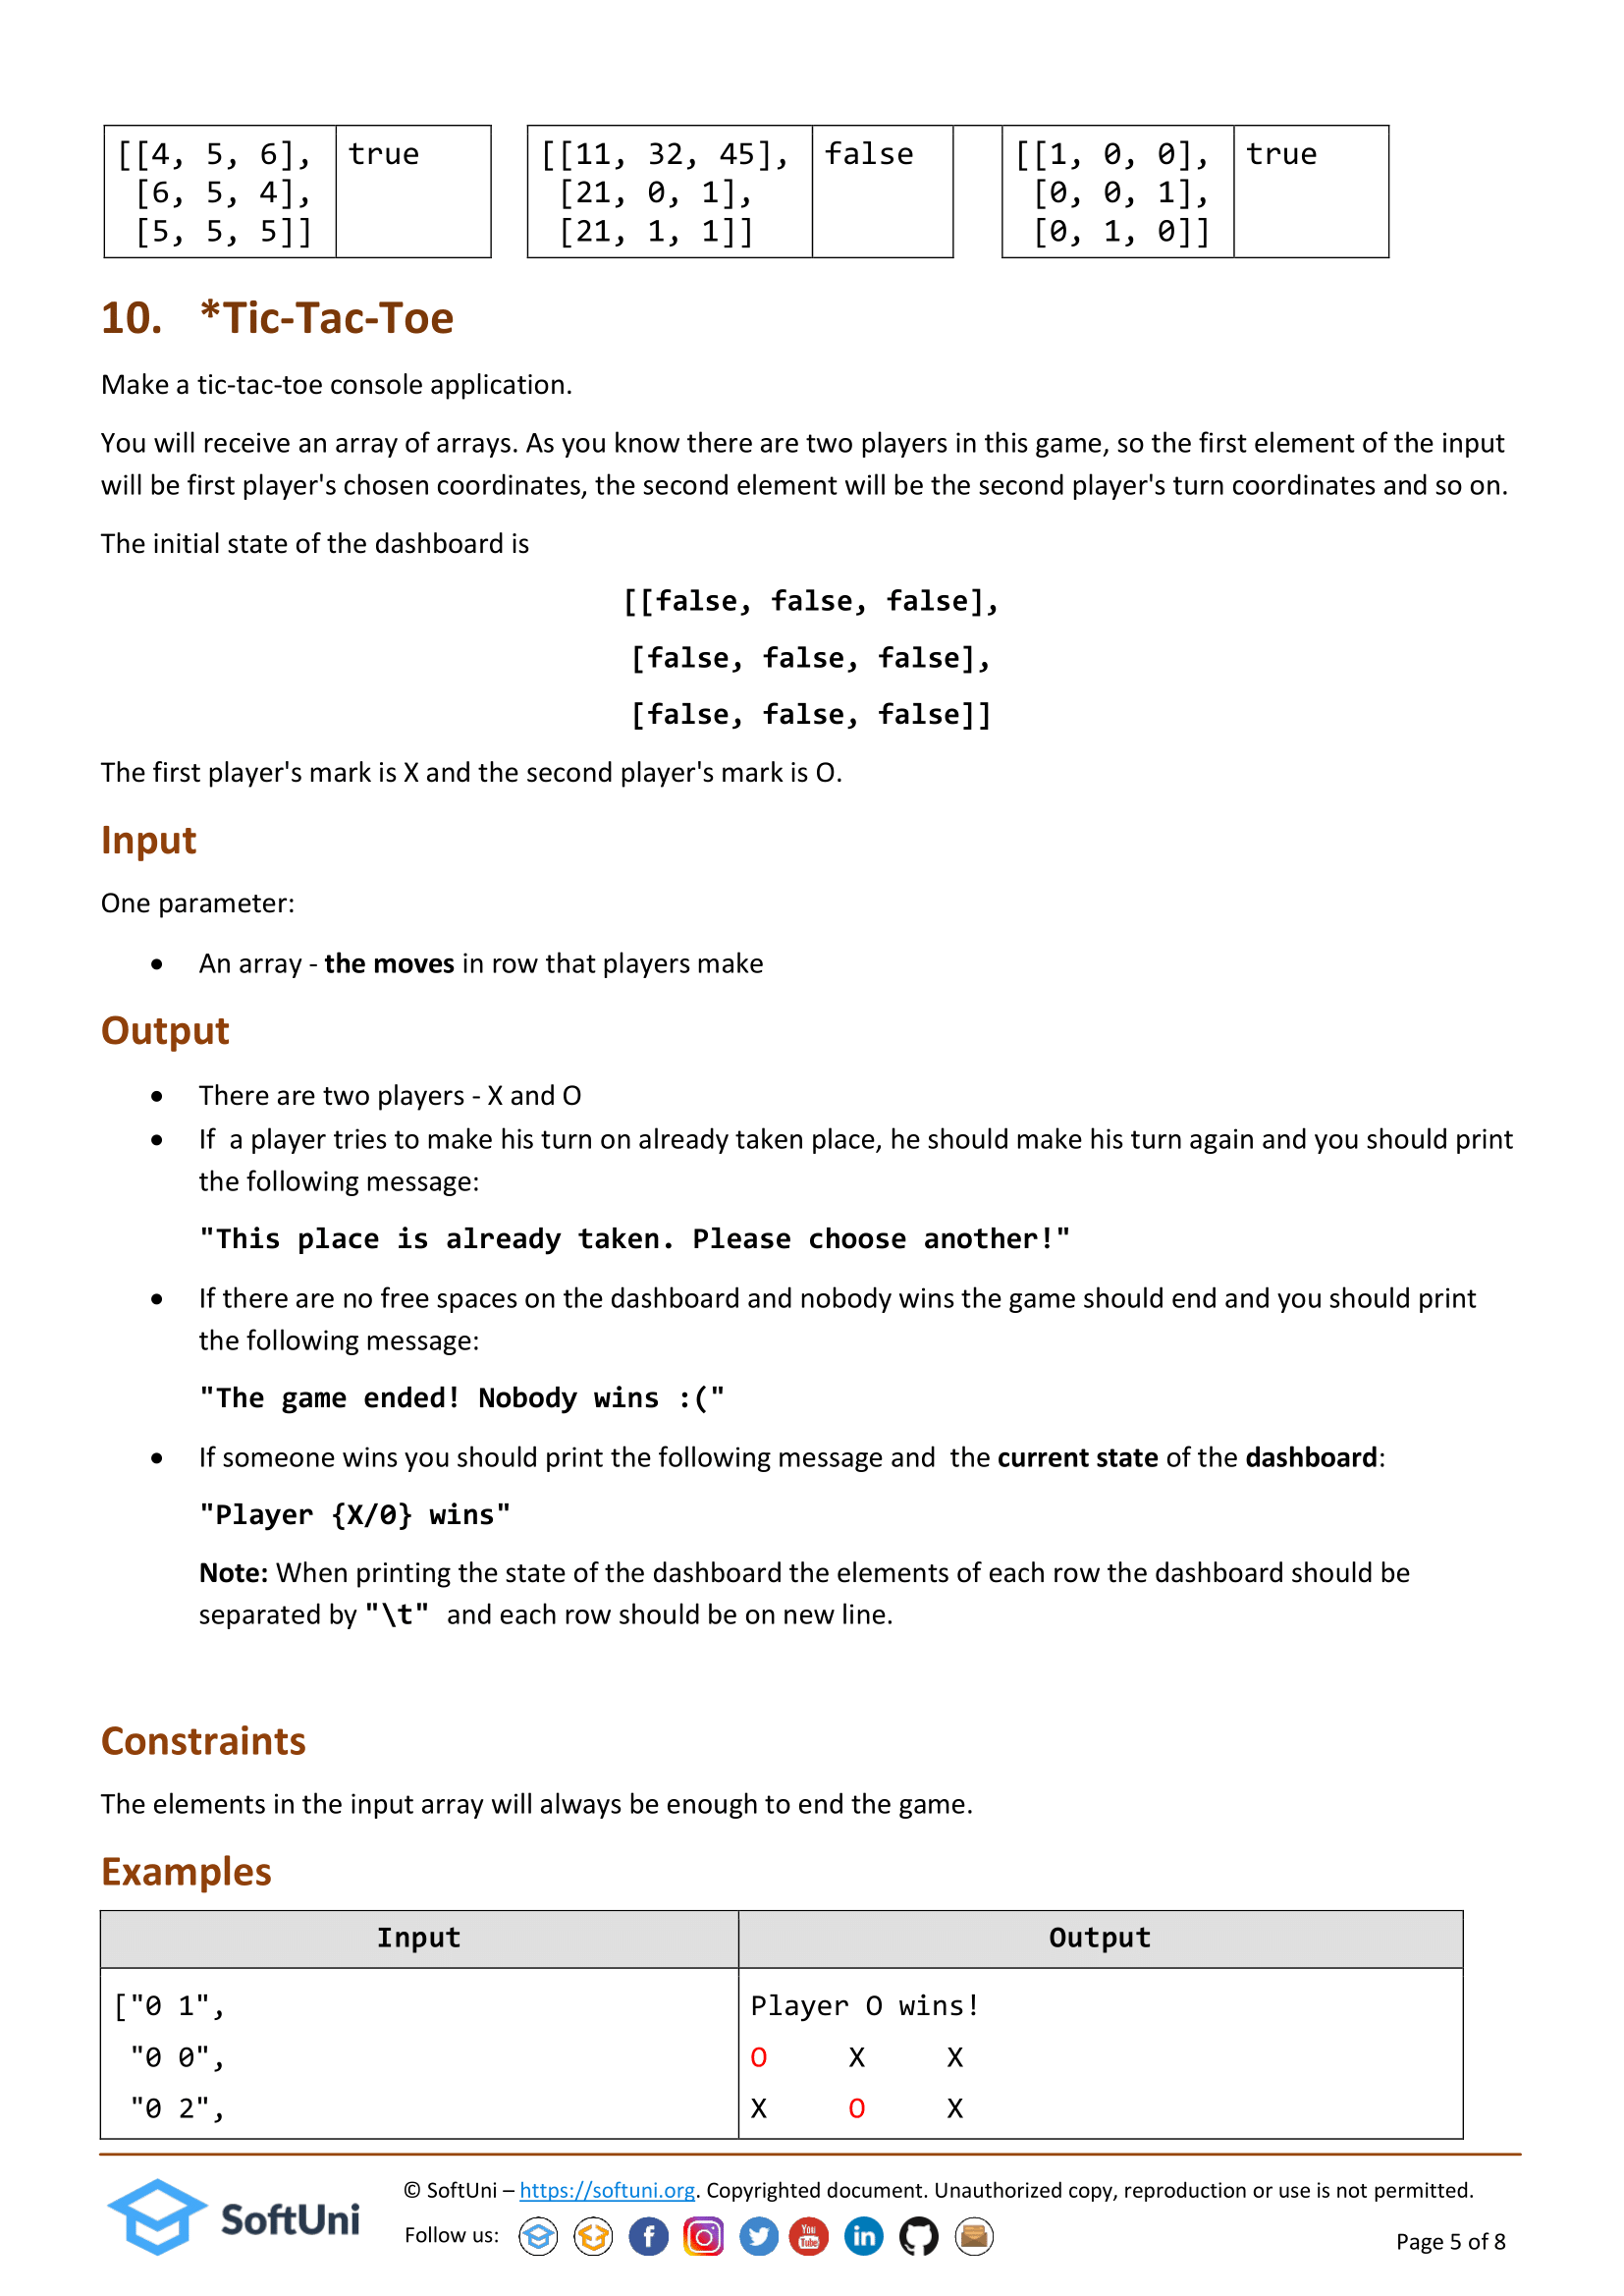 [[4, 5, 6],
[6, 5, 4],
[5, 5, 5]]
true
[[11, 32, 45],
[21, 0, 1],
[21, 1, 1]]
false
[[1, 0, 0],
[0, 0, 1],
[0, 1, 0]]
true
10. *Tic-Tac-Toe
Make a tic-tac-toe console application.
You will receive an array of arrays. As you know there are two players in this game, so the first element of the input
will be first player's chosen coordinates, the second element will be the second player's turn coordinates and so on.
The initial state of the dashboard is
[[false, false, false],
[false, false, false],
[false, false, false]]
The first player's mark is X and the second player's mark is O.
Input
One parameter:
• An array - the moves in row that players make
Output
• There are two players - X and O
• If a player tries to make his turn on already taken place, he should make his turn again and you should print
the following message:
"This place is already taken. Please choose another!"
• If there are no free spaces on the dashboard and nobody wins the game should end and you should print
the following message:
"The game ended! Nobody wins :("
• If someone wins you should print the following message and the current state of the dashboard:
"Player {X/0} wins"
Note: When printing the state of the dashboard the elements of each row the dashboard should be
separated by "\t" and each row should be on new line.
Constraints
The elements in the input array will always be enough to end the game.
Examples
Input Output
["0 1",
"0 0",
"0 2",
Player O wins!
O X X
X O X
SoftUni
© SoftUni – https://softuni.org. Copyrighted document. Unauthorized copy, reproduction or use is not permitted.
Follow us:
You
Tube
Page 5 of 8